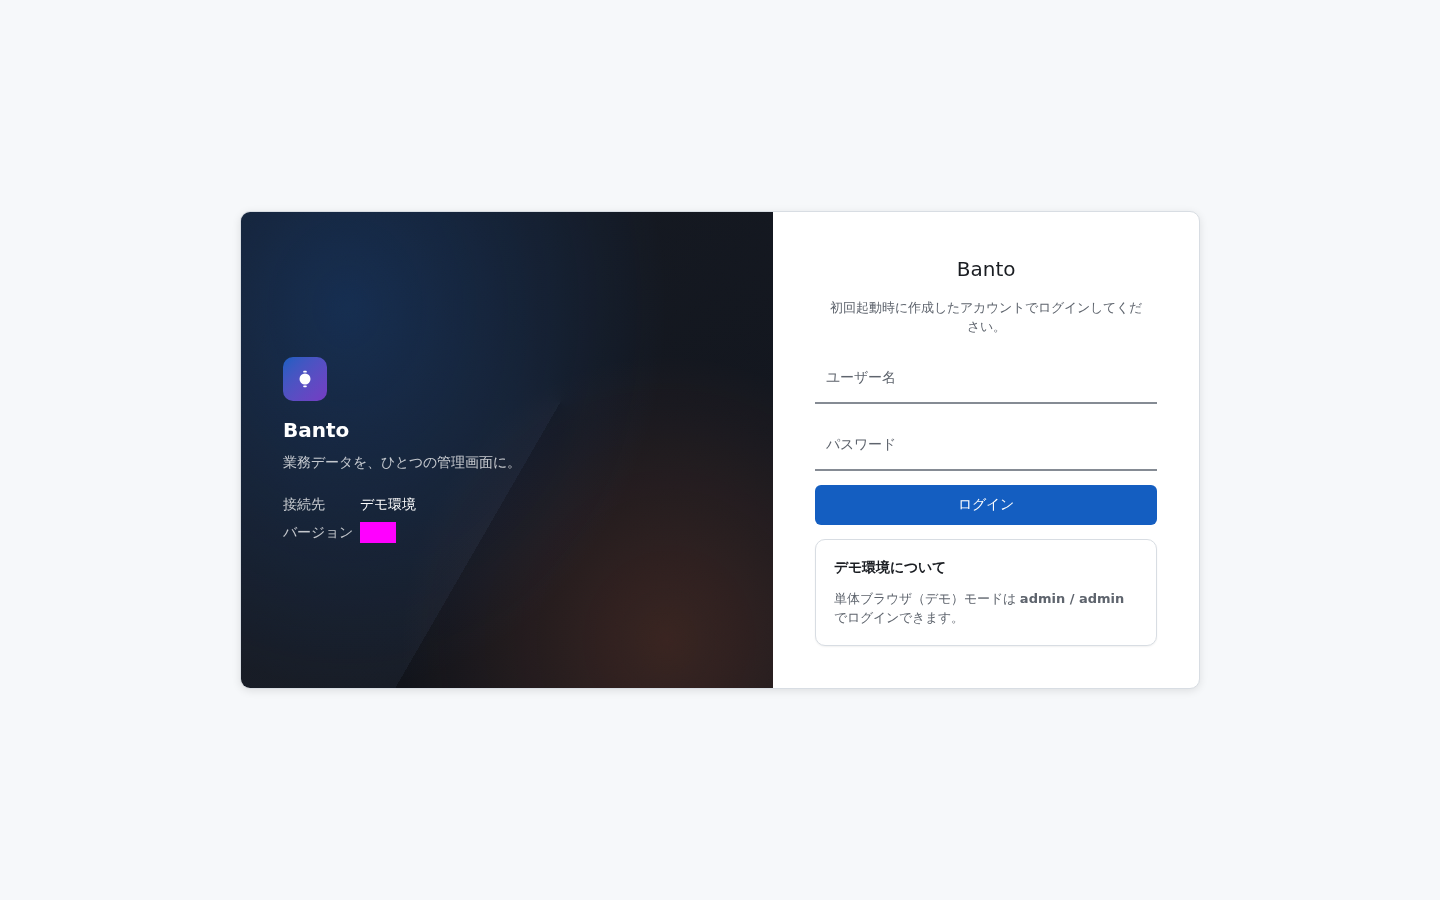 Banto
業務データを、ひとつの管理画面に。
接続先 デモ環境
バージョン
Banto
初回起動時に作成したアカウントでログインしてくだ
さい。
ユーザー名
パスワード
ログイン
デモ環境について
単体ブラウザ（デモ）モードは admin / admin
でログインできます。